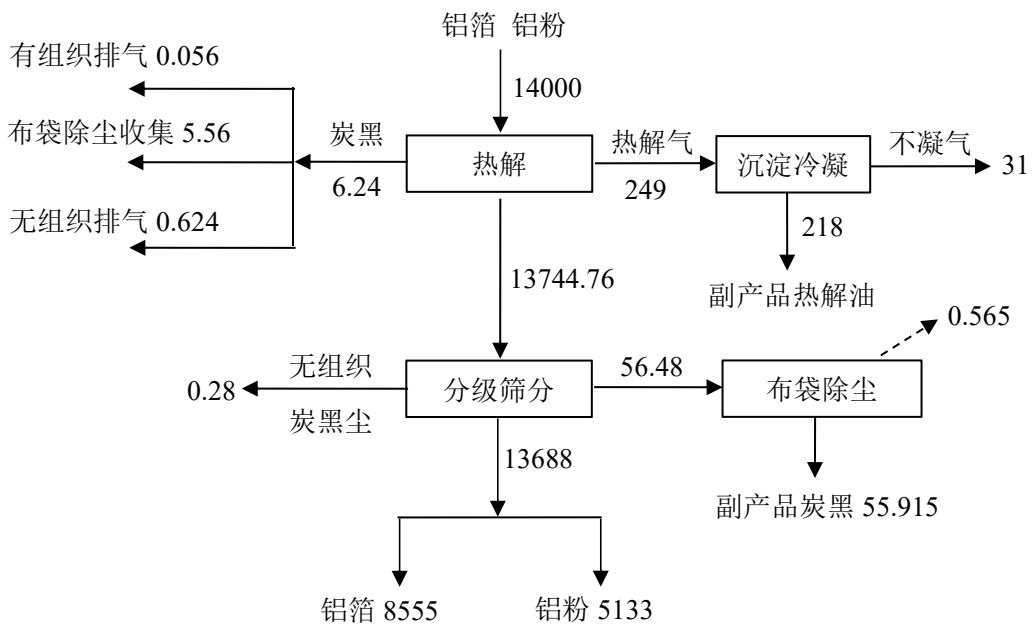 铝箔 铝粉
14000
有组织排气 0.056
布袋除尘收集 5.56
无组织排气 0.624
炭黑
6.24
热解
热解气
249
沉淀冷凝
不凝气
31
218
副产品热解油
13744.76
0.565
0.28
无组织
炭黑尘
分级筛分
56.48
布袋除尘
13688
副产品炭黑 55.915
铝箔 8555
铝粉 5133